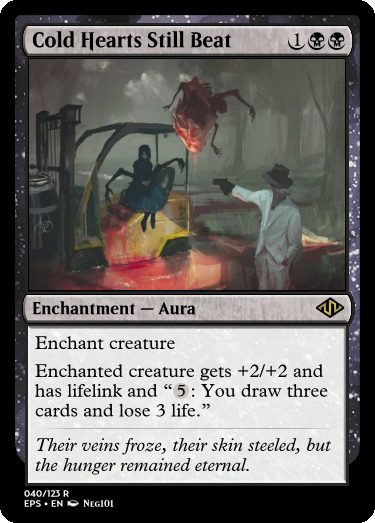 Cold Hearts Still Beat 1
Enchantment — Aura
Enchant creature
Enchanted creature gets +2/+2 and
has lifelink and “5: You draw three
cards and lose 3 life.”
Their veins froze, their skin steeled, but
the hunger remained eternal.
040/123 R
EPS • EN Neg101